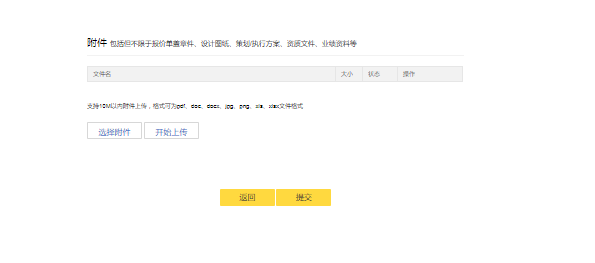 附件 包括但不限于报价单盖章件、设计图纸、策划/执行方案、资质文件、业绩资料等
文件名 大小 状态 操作
支持10M以内附件上传，格式可为pdf、doc、docx、jpg、png、xls、xlsx文件格式
选择附件 开始上传
返回 提交